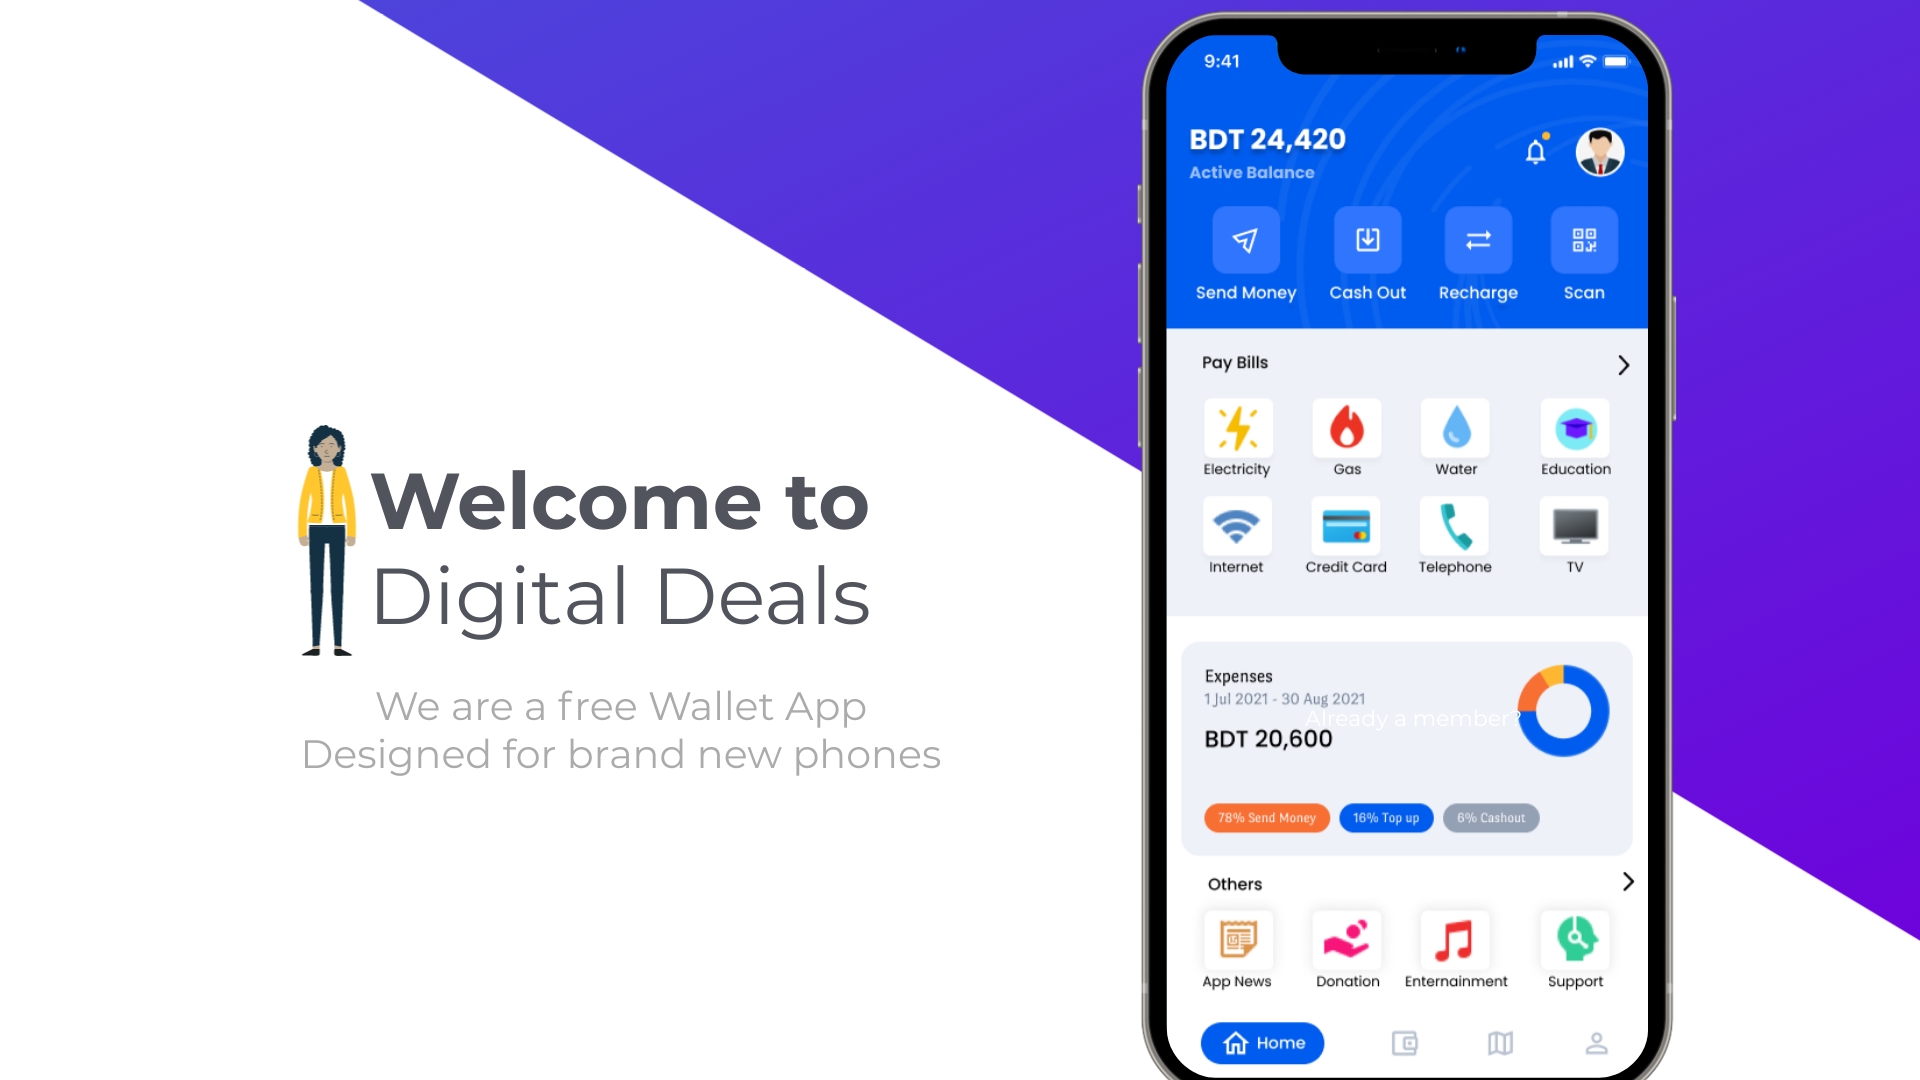 Welcome to
Digital Deals
We are a free Wallet App
Designed for brand new phones
9:41
BDT 24,420
Active Balance
Send Money
Cash Out
Recharge
Scan
Pay Bills
Electricity
Gas
Water
Education
Internet
Credit Card
Telephone
TV
Expenses
1 Jul 2021 - 30 Aug 2021
Already a member?
BDT 20,600
78% Send Money
16% Top up
6% Cashout
Others
App News
Donation
Enternainment
Support
Home